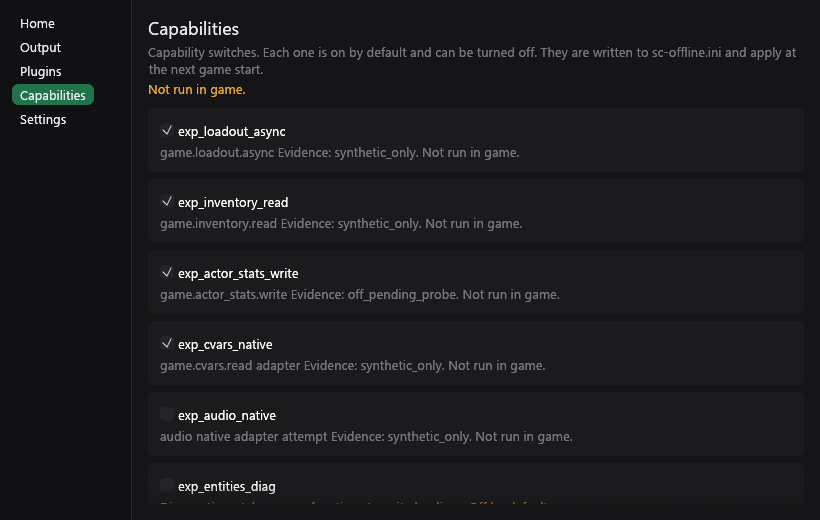 Home
Output
Plugins
Capabilities
Settings
Capabilities
Capability switches. Each one is on by default and can be turned off. They are written to sc-offline.ini and apply at
the next game start.
Not run in game.
exp_loadout_async
game.loadout.async Evidence: synthetic_only. Not run in game.
exp_inventory_read
game.inventory.read Evidence: synthetic_only. Not run in game.
exp_actor_stats_write
game.actor_stats.write Evidence: off_pending_probe. Not run in game.
exp_cvars_native
game.cvars.read adapter Evidence: synthetic_only. Not run in game.
exp_audio_native
audio native adapter attempt Evidence: synthetic_only. Not run in game.
exp_entities_diag